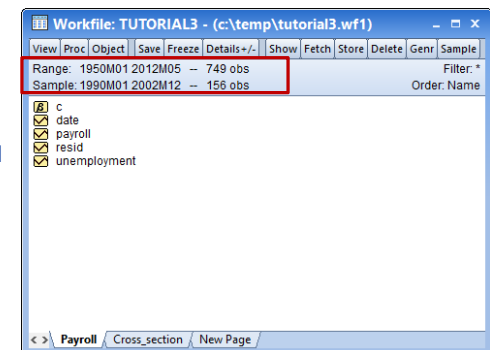 Workfile: TUTORIAL3 - (c:\temp\tutorial3.wf1)
View Proc Object Save Freeze Details+/- Show Fetch Store Delete Genr Sample
Range: 1950M01 2012M05 -- 749 obs Filter: *
Sample: 1990M01 2002M12 -- 156 obs Order: Name
β c
date
payroll
resid
unemployment
< > Payroll Cross_section New Page